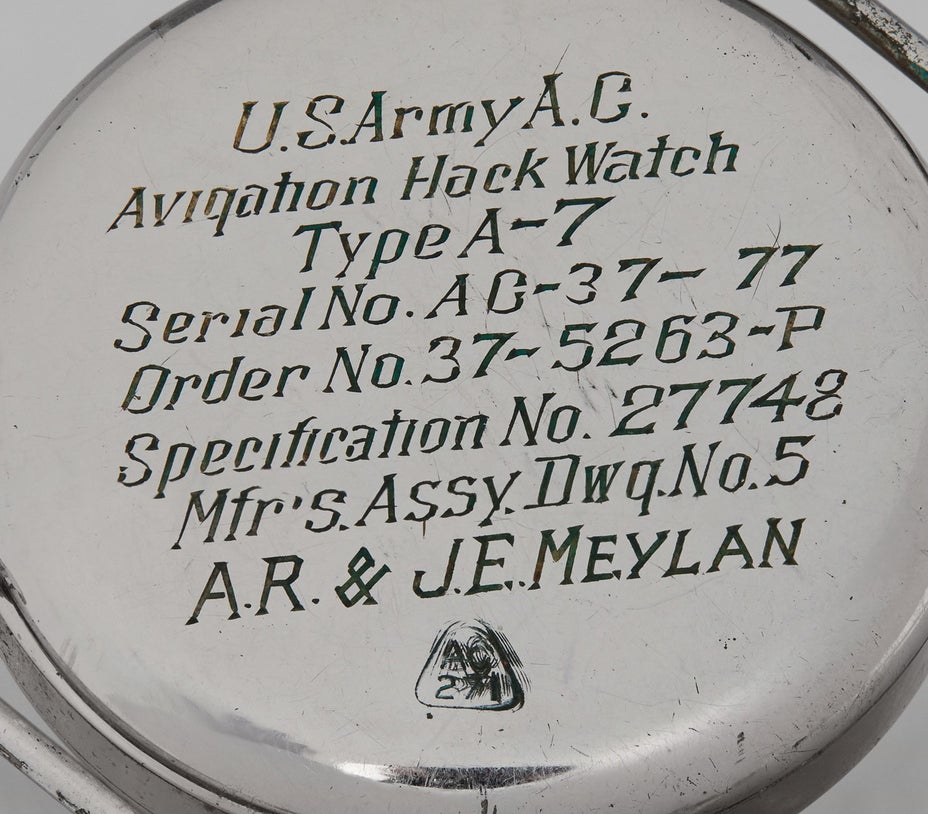 U.S.Army A.C.
Avigation Hack Watch
Type A-7
Serial No. AC-37- 77
Order No. 37-5263-P
Specification No. 27748
Mfr's. Assy. Dwg. No. 5
A.R. & J.E. MEYLAN